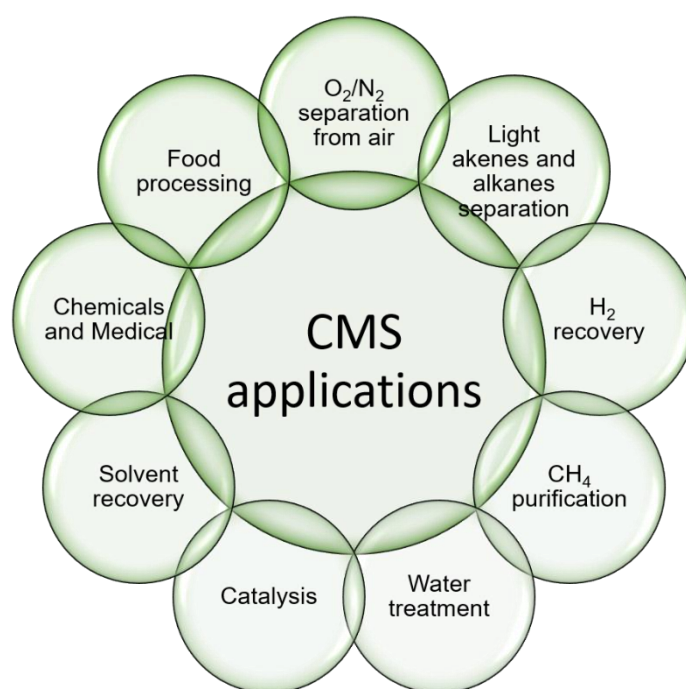 O₂/N₂
separation
from air
Light
akenes and
alkanes
separation
H₂
recovery
CH₄
purification
Water
treatment
Catalysis
Solvent
recovery
Chemicals
and Medical
Food
processing
CMS
applications